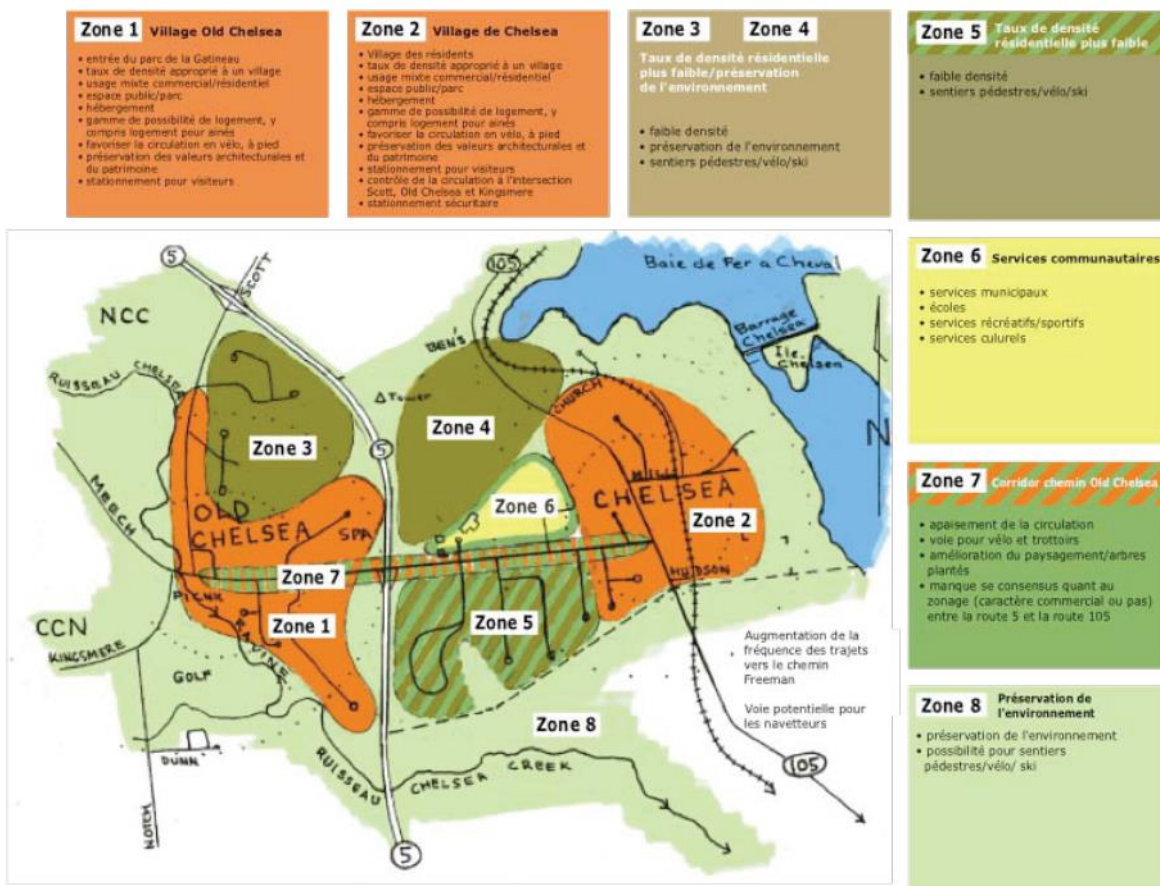 Zone 1 Village Old Chelsea
• entrée du parc de la Gatineau
• taux de densité approprié à un village
• usage mixte commercial/résidentiel
• espace public/parc
• hébergement
• gamme de possibilité de logement, y
compris logement pour ainés
• favoriser la circulation en vélo, à pied
• préservation des valeurs architecturales et
du patrimoine
• stationnement pour visiteurs
Zone 2 Village de Chelsea
• Village des résidents
• taux de densité approprié à un village
• usage mixte commercial/résidentiel
• espace public/parc
• hébergement
• gamme de possibilité de logement, y
compris logement pour ainés
• favoriser la circulation en vélo, à pied
• préservation des valeurs architecturales et
du patrimoine
• stationnement pour visiteurs
• contrôle de la circulation à l'intersection
Scott, Old Chelsea et Kingsmere
• stationnement sécuritaire
Zone 3 Zone 4
Taux de densité résidentielle
plus faible/préservation
de l'environnement
• faible densité
• préservation de l'environnement
• sentiers pédestres/vélo/ski
Zone 5 Taux de densité
résidentielle plus faible
• faible densité
• sentiers pédestres/vélo/ski
Zone 6 Services communautaires
• services municipaux
• écoles
• services récréatifs/sportifs
• services culurels
Zone 7 Corridor chemin Old Chelsea
• apaisement de la circulation
• voie pour vélo et trottoirs
• amélioration du paysagement/arbres
plantés
• manque se consensus quant au
zonage (caractère commercial ou pas)
entre la route 5 et la route 105
Zone 8 Préservation de
l'environnement
• préservation de l'environnement
• possibilité pour sentiers
pédestres/vélo/ ski
5
SCOTT
105
Baie de Fer a Cheval
NCC
BEN'S
Barrage
Chelsea
Ile
Chelsea
RUISSEAU CHELSEA
Tower
CHURCH
N
Zone 3
5
Zone 4
MEECH
OLD
CHELSEA
SPA
Zone 6
MILL
CHELSEA
Zone 2
Zone 7
HUDSON
PICNIC
CCN
Zone 1
Zone 5
KINGSMERE
RAVINE
GOLF
Augmentation de la
fréquence des trajets
vers le chemin
Freeman
Voie potentielle pour
les navetteurs
Zone 8
DUNN
RUISSEAU CHELSEA CREEK
105
NOTCH
5